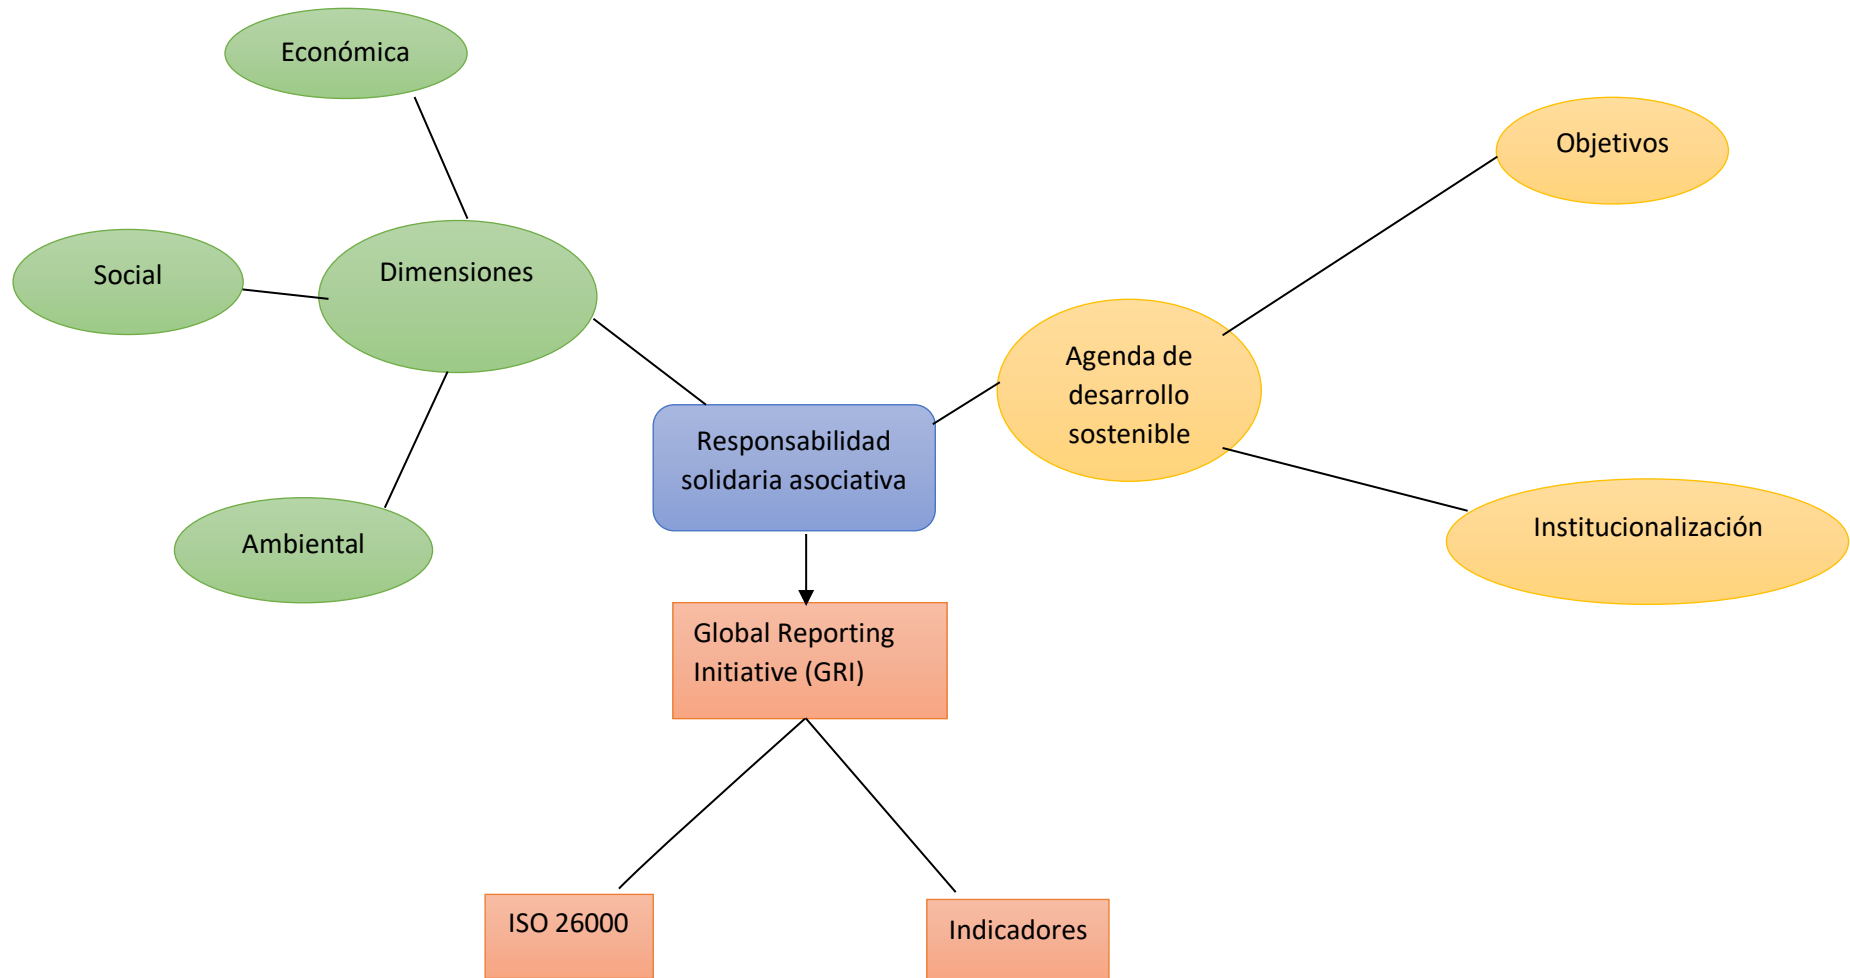 Económica
Objetivos
Social
Dimensiones
Agenda de
desarrollo
sostenible
Responsabilidad
solidaria asociativa
Ambiental
Institucionalización
Global Reporting
Initiative (GRI)
ISO 26000
Indicadores